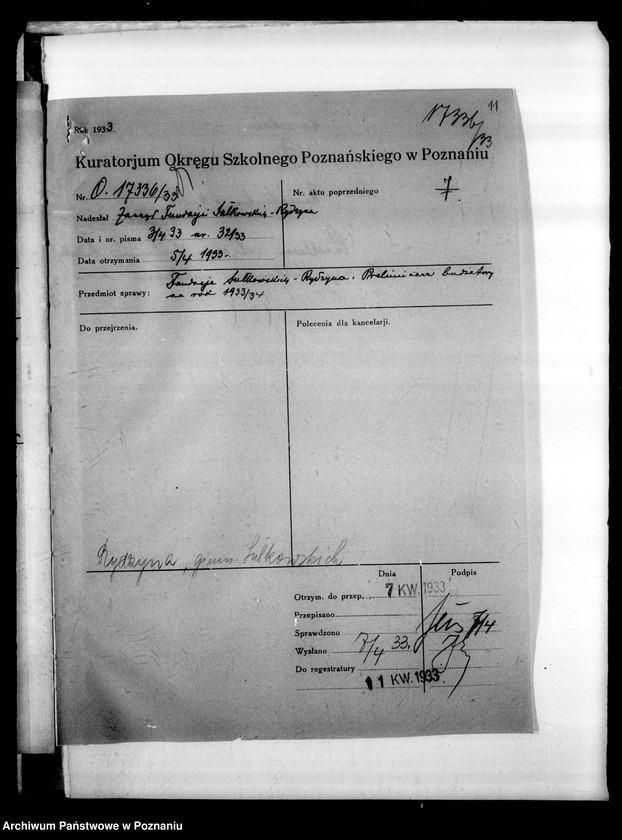 11
17336/33
Rok 1933
Kuratorjum Okręgu Szkolnego Poznańskiego w Poznaniu
Nr. O. 17336/33
Nr. aktu poprzedniego 7
Nadesłał Zarząd Fundacji Sułkowskich - Rydzyna
Data i nr. pisma 3/4 33 nr. 32/33
Data otrzymania 5/4 1933.
Przedmiot sprawy: Fundacja Sułkowskich - Rydzyna. Preliminarz budżetowy
na rok 1933/34
Do przejrzenia.
Polecenia dla kancelarji.
Rydzyna, gimn. Sułkowskich
Dnia Podpis
Otrzym. do przep. 7 KW. 1933
Przepisano
Sprawdzono 7/4
Wysłano 7/4 33.
Do regestratury
11 KW. 1933
Archiwum Państwowe w Poznaniu